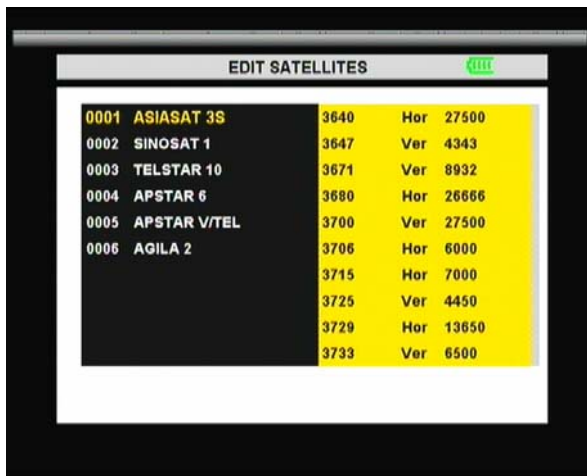 EDIT SATELLITES
0001 ASIASAT 3S 3640 Hor 27500
0002 SINOSAT 1 3647 Ver 4343
0003 TELSTAR 10 3671 Ver 8932
0004 APSTAR 6 3680 Hor 26666
0005 APSTAR V/TEL 3700 Ver 27500
0006 AGILA 2 3706 Hor 6000
3715 Hor 7000
3725 Ver 4450
3729 Hor 13650
3733 Ver 6500